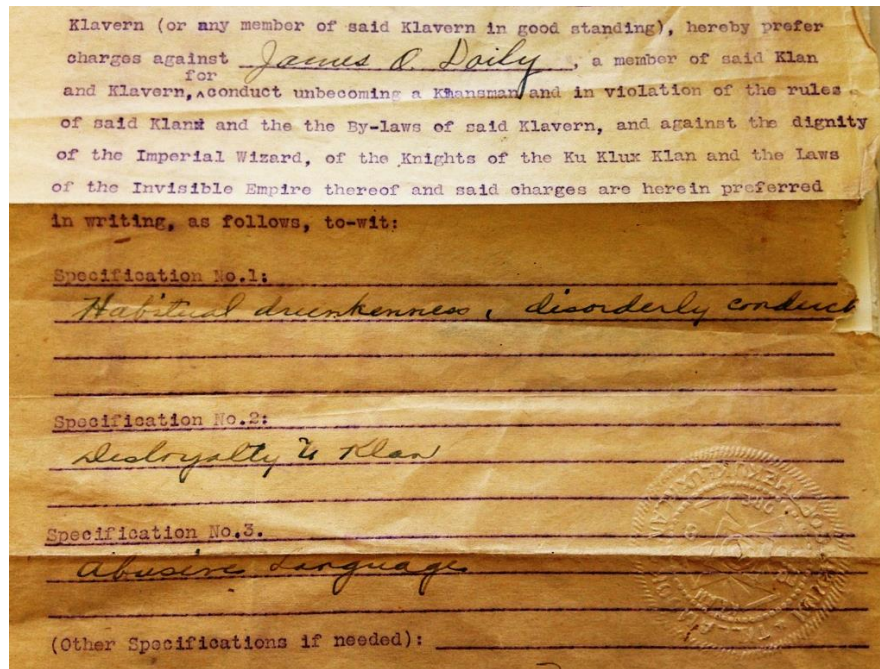 Klavern (or any member of said Klavern in good standing), hereby prefer
charges against James O. Daily, a member of said Klan
for
and Klavern, ^conduct unbecoming a Khansman and in violation of the rules
of said Klan and the the By-laws of said Klavern, and against the dignity
of the Imperial Wizard, of the Knights of the Ku Klux Klan and the Laws
of the Invisible Empire thereof and said charges are herein preferred
in writing, as follows, to-wit:
Specification No.1:
Habitual drunkenness, disorderly conduct
Specification No.2:
Disloyalty to Klan
Specification No.3.
Abusive Language
(Other Specifications if needed):